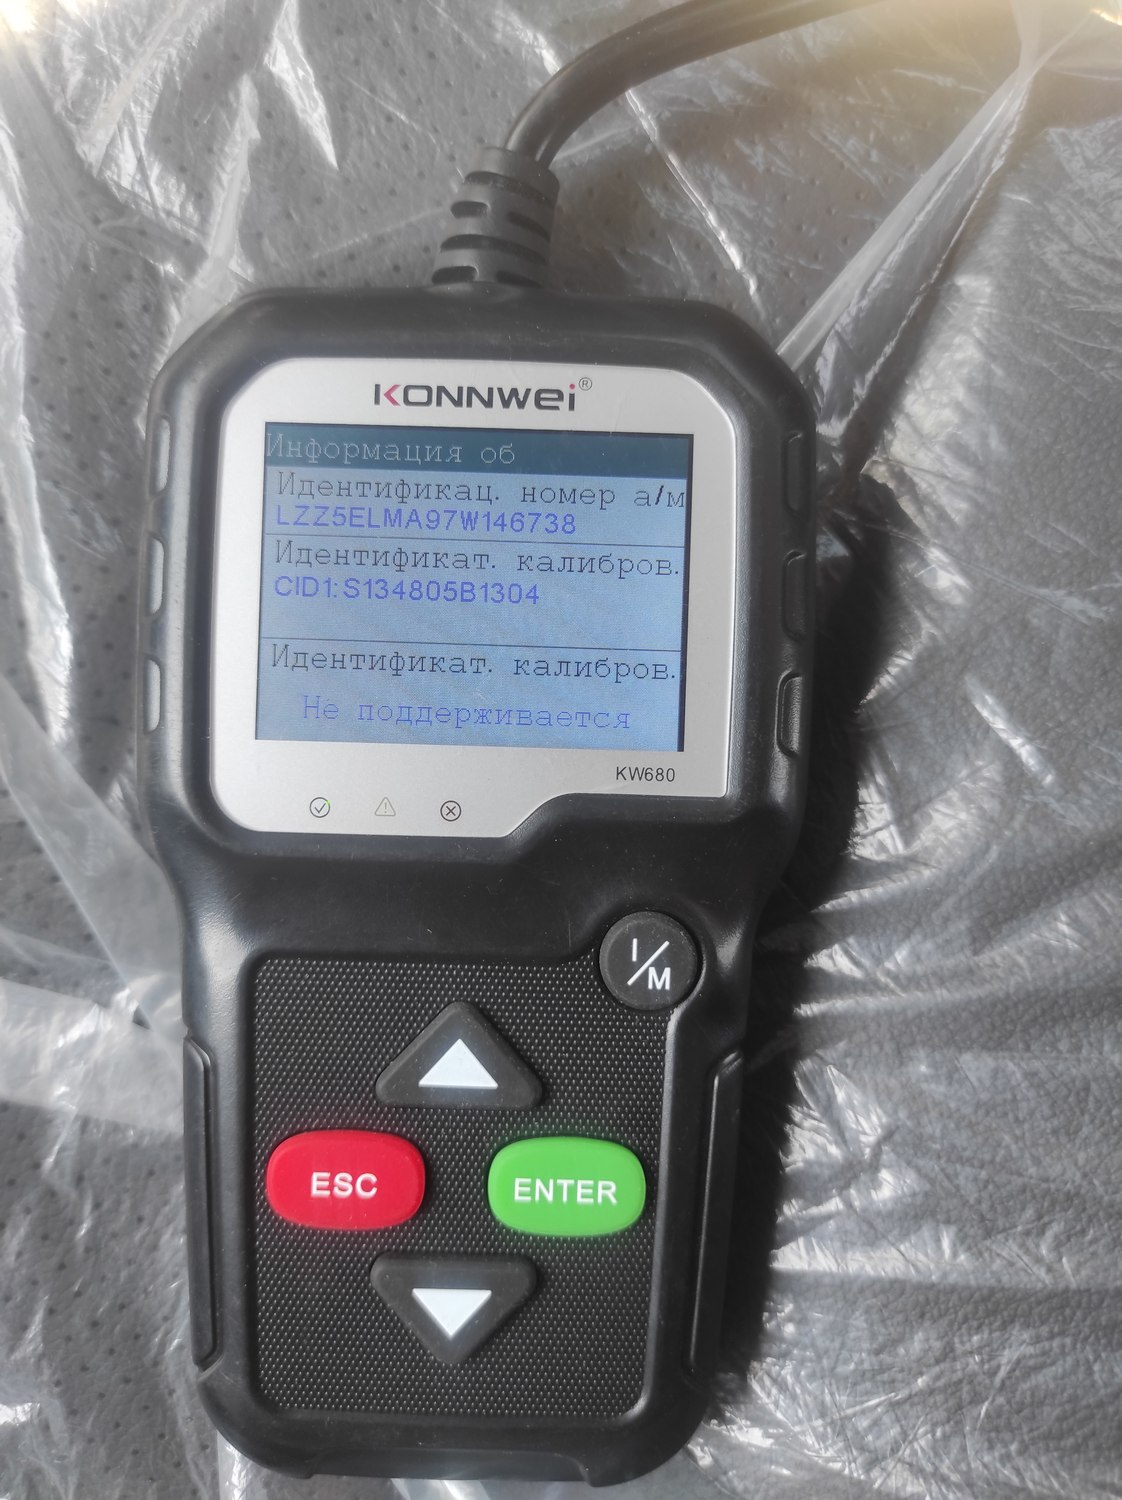 KONNWEI®
Информация об
Идентификац. номер а/м
LZZ5ELMA97W146738
Идентификат. калибров.
CID1:S134805B1304
Идентификат. калибров.
Не поддерживается
KW680
I/M
ESC
ENTER